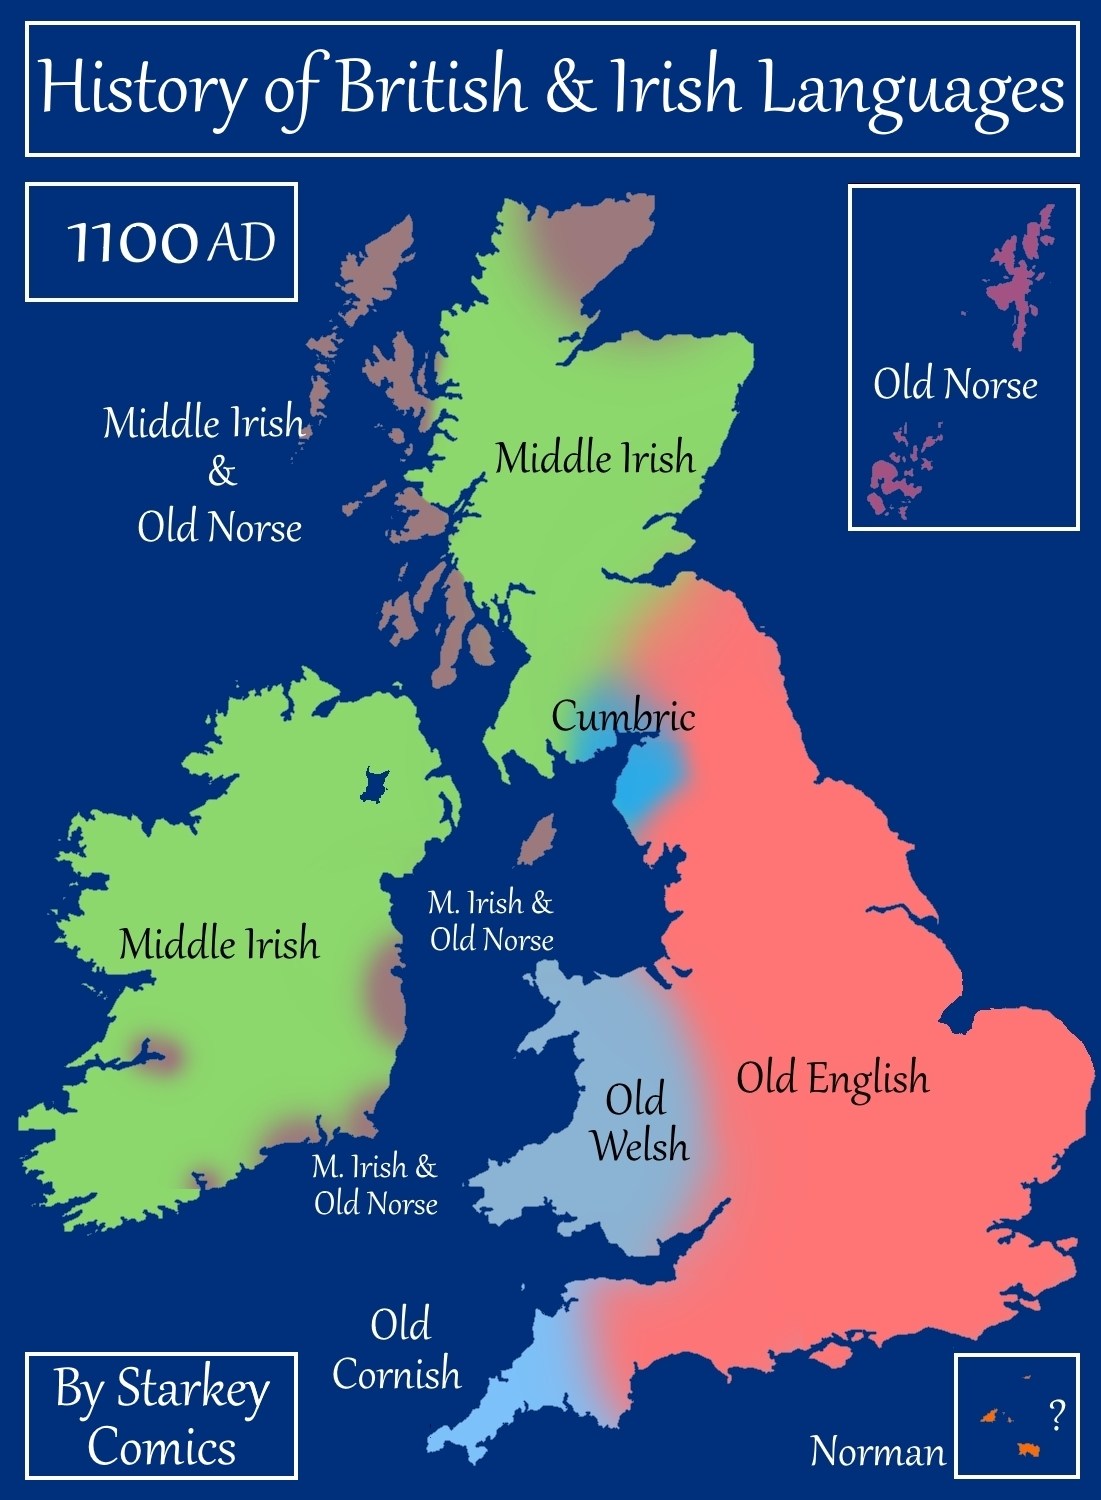 History of British & Irish Languages
1100 AD
Old Norse
Middle Irish
&
Old Norse
Middle Irish
Cumbric
M. Irish &
Old Norse
Middle Irish
Old English
Old
Welsh
M. Irish &
Old Norse
Old
Cornish
By Starkey
Comics
Norman
?